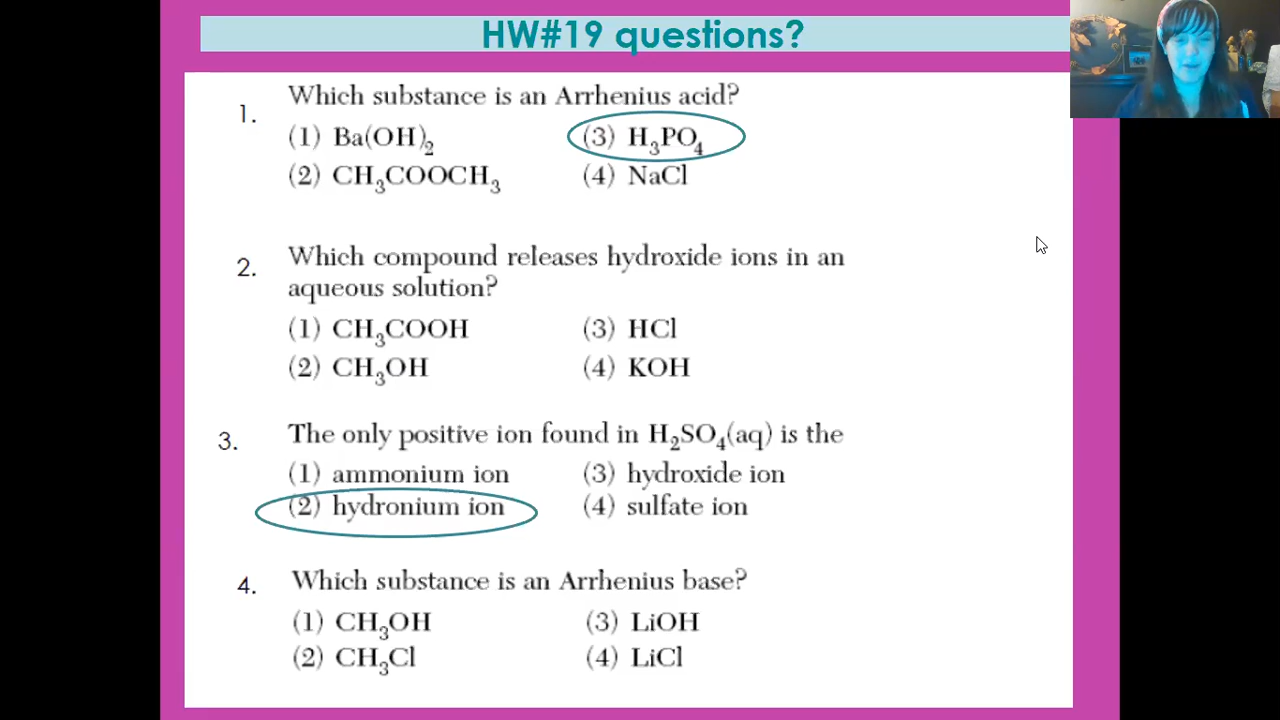 HW#19 questions?
1. Which substance is an Arrhenius acid?
(1) Ba(OH)₂ (3) H₃PO₄
(2) CH₃COOCH₃ (4) NaCl
2. Which compound releases hydroxide ions in an
aqueous solution?
(1) CH₃COOH (3) HCl
(2) CH₃OH (4) KOH
3. The only positive ion found in H₂SO₄(aq) is the
(1) ammonium ion (3) hydroxide ion
(2) hydronium ion (4) sulfate ion
4. Which substance is an Arrhenius base?
(1) CH₃OH (3) LiOH
(2) CH₃Cl (4) LiCl